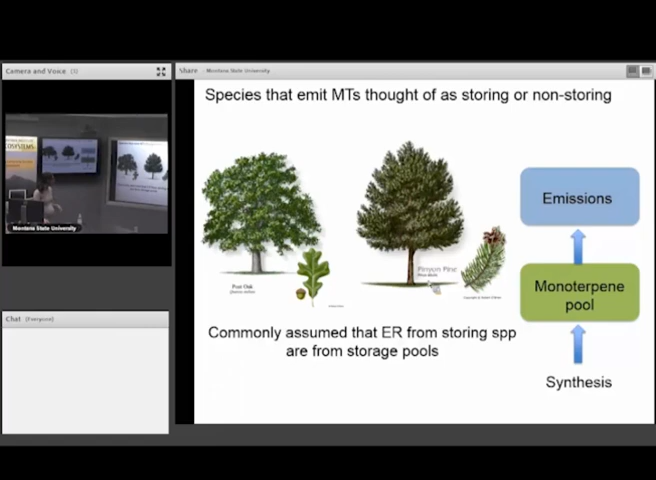 Camera and Voice (3)
Share - Montana State University
Species that emit MTs thought of as storing or non-storing
Montana State University
Post Oak
Pinyon Pine
Emissions
Monoterpene
pool
Chat (Everyone)
Commonly assumed that ER from storing spp
are from storage pools
Synthesis